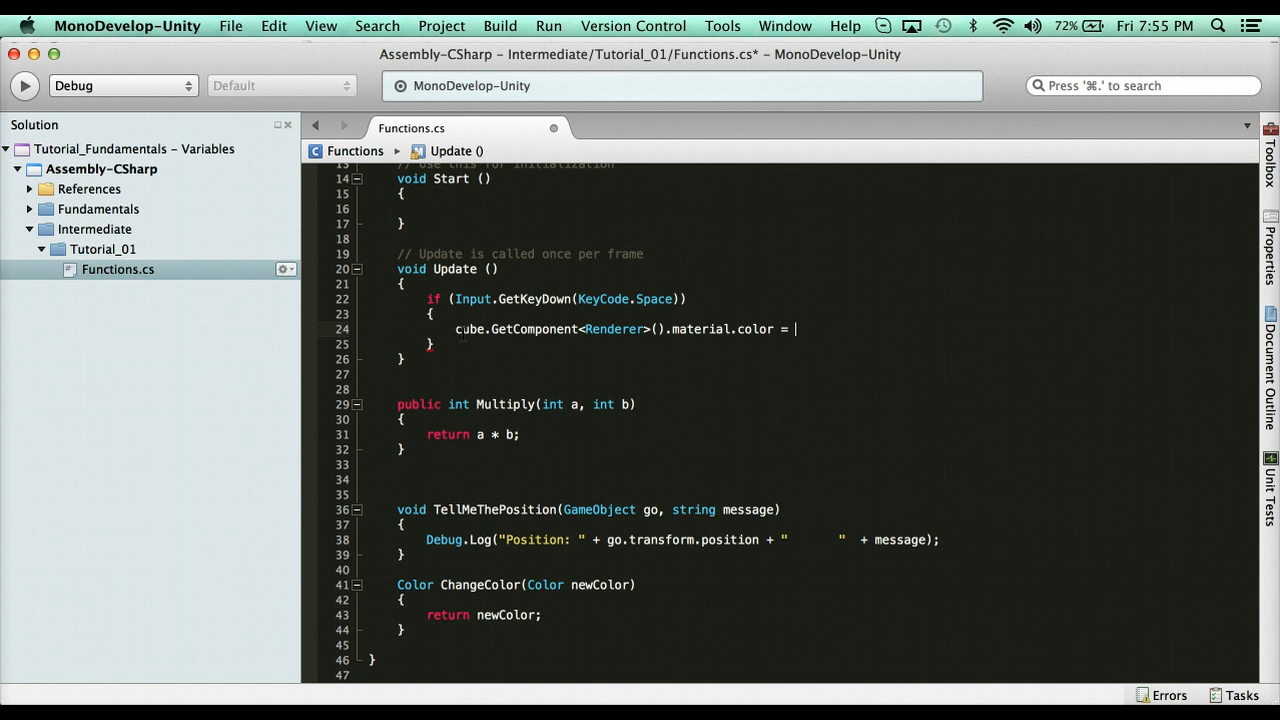 MonoDevelop-Unity File Edit View Search Project Build Run Version Control Tools Window Help 72% Fri 7:55 PM
Assembly-CSharp – Intermediate/Tutorial_01/Functions.cs* – MonoDevelop-Unity
Debug Default MonoDevelop-Unity Press '⌘.' to search
Solution
Functions.cs
Tutorial_Fundamentals – Variables
Assembly-CSharp
References
Fundamentals
Intermediate
Tutorial_01
Functions.cs
Functions ▸ Update ()
13 // Use this for initialization
14 void Start ()
15 {
16
17 }
18
19 // Update is called once per frame
20 void Update ()
21 {
22 if (Input.GetKeyDown(KeyCode.Space))
23 {
24 cube.GetComponent<Renderer>().material.color =
25 }
26 }
27
28
29 public int Multiply(int a, int b)
30 {
31 return a * b;
32 }
33
34
35
36 void TellMeThePosition(GameObject go, string message)
37 {
38 Debug.Log("Position: " + go.transform.position + "       "  + message);
39 }
40
41 Color ChangeColor(Color newColor)
42 {
43 return newColor;
44 }
45
46 }
47
Toolbox
Properties
Document Outline
Unit Tests
Errors Tasks